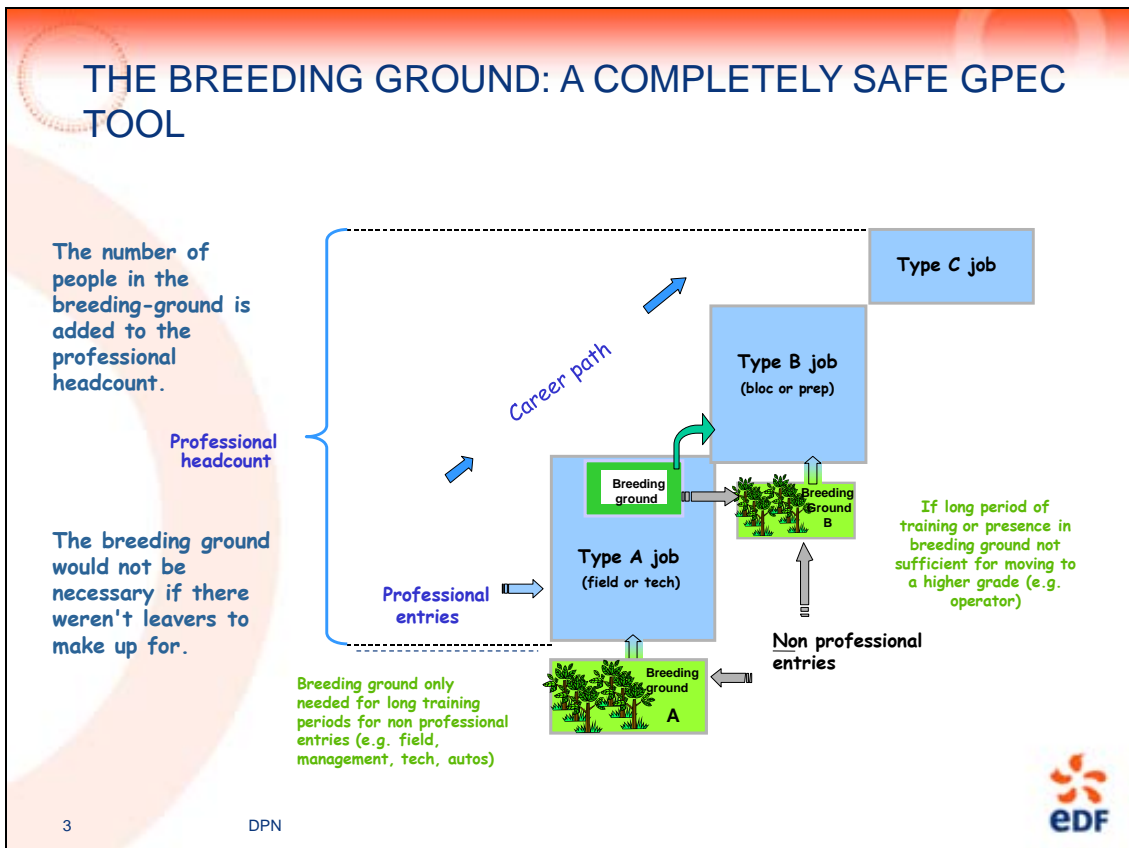 THE BREEDING GROUND: A COMPLETELY SAFE GPEC
TOOL
The number of
people in the
breeding-ground is
added to the
professional
headcount.
Professional
headcount
The breeding ground
would not be
necessary if there
weren't leavers to
make up for.
Career path
Type C job
Type B job
(bloc or prep)
Breeding
ground
Breeding
Ground
B
Type A job
(field or tech)
If long period of
training or presence in
breeding ground not
sufficient for moving to
a higher grade (e.g.
operator)
Professional
entries
Non professional
entries
Breeding
ground
A
Breeding ground only
needed for long training
periods for non professional
entries (e.g. field,
management, tech, autos)
3
DPN
eDF